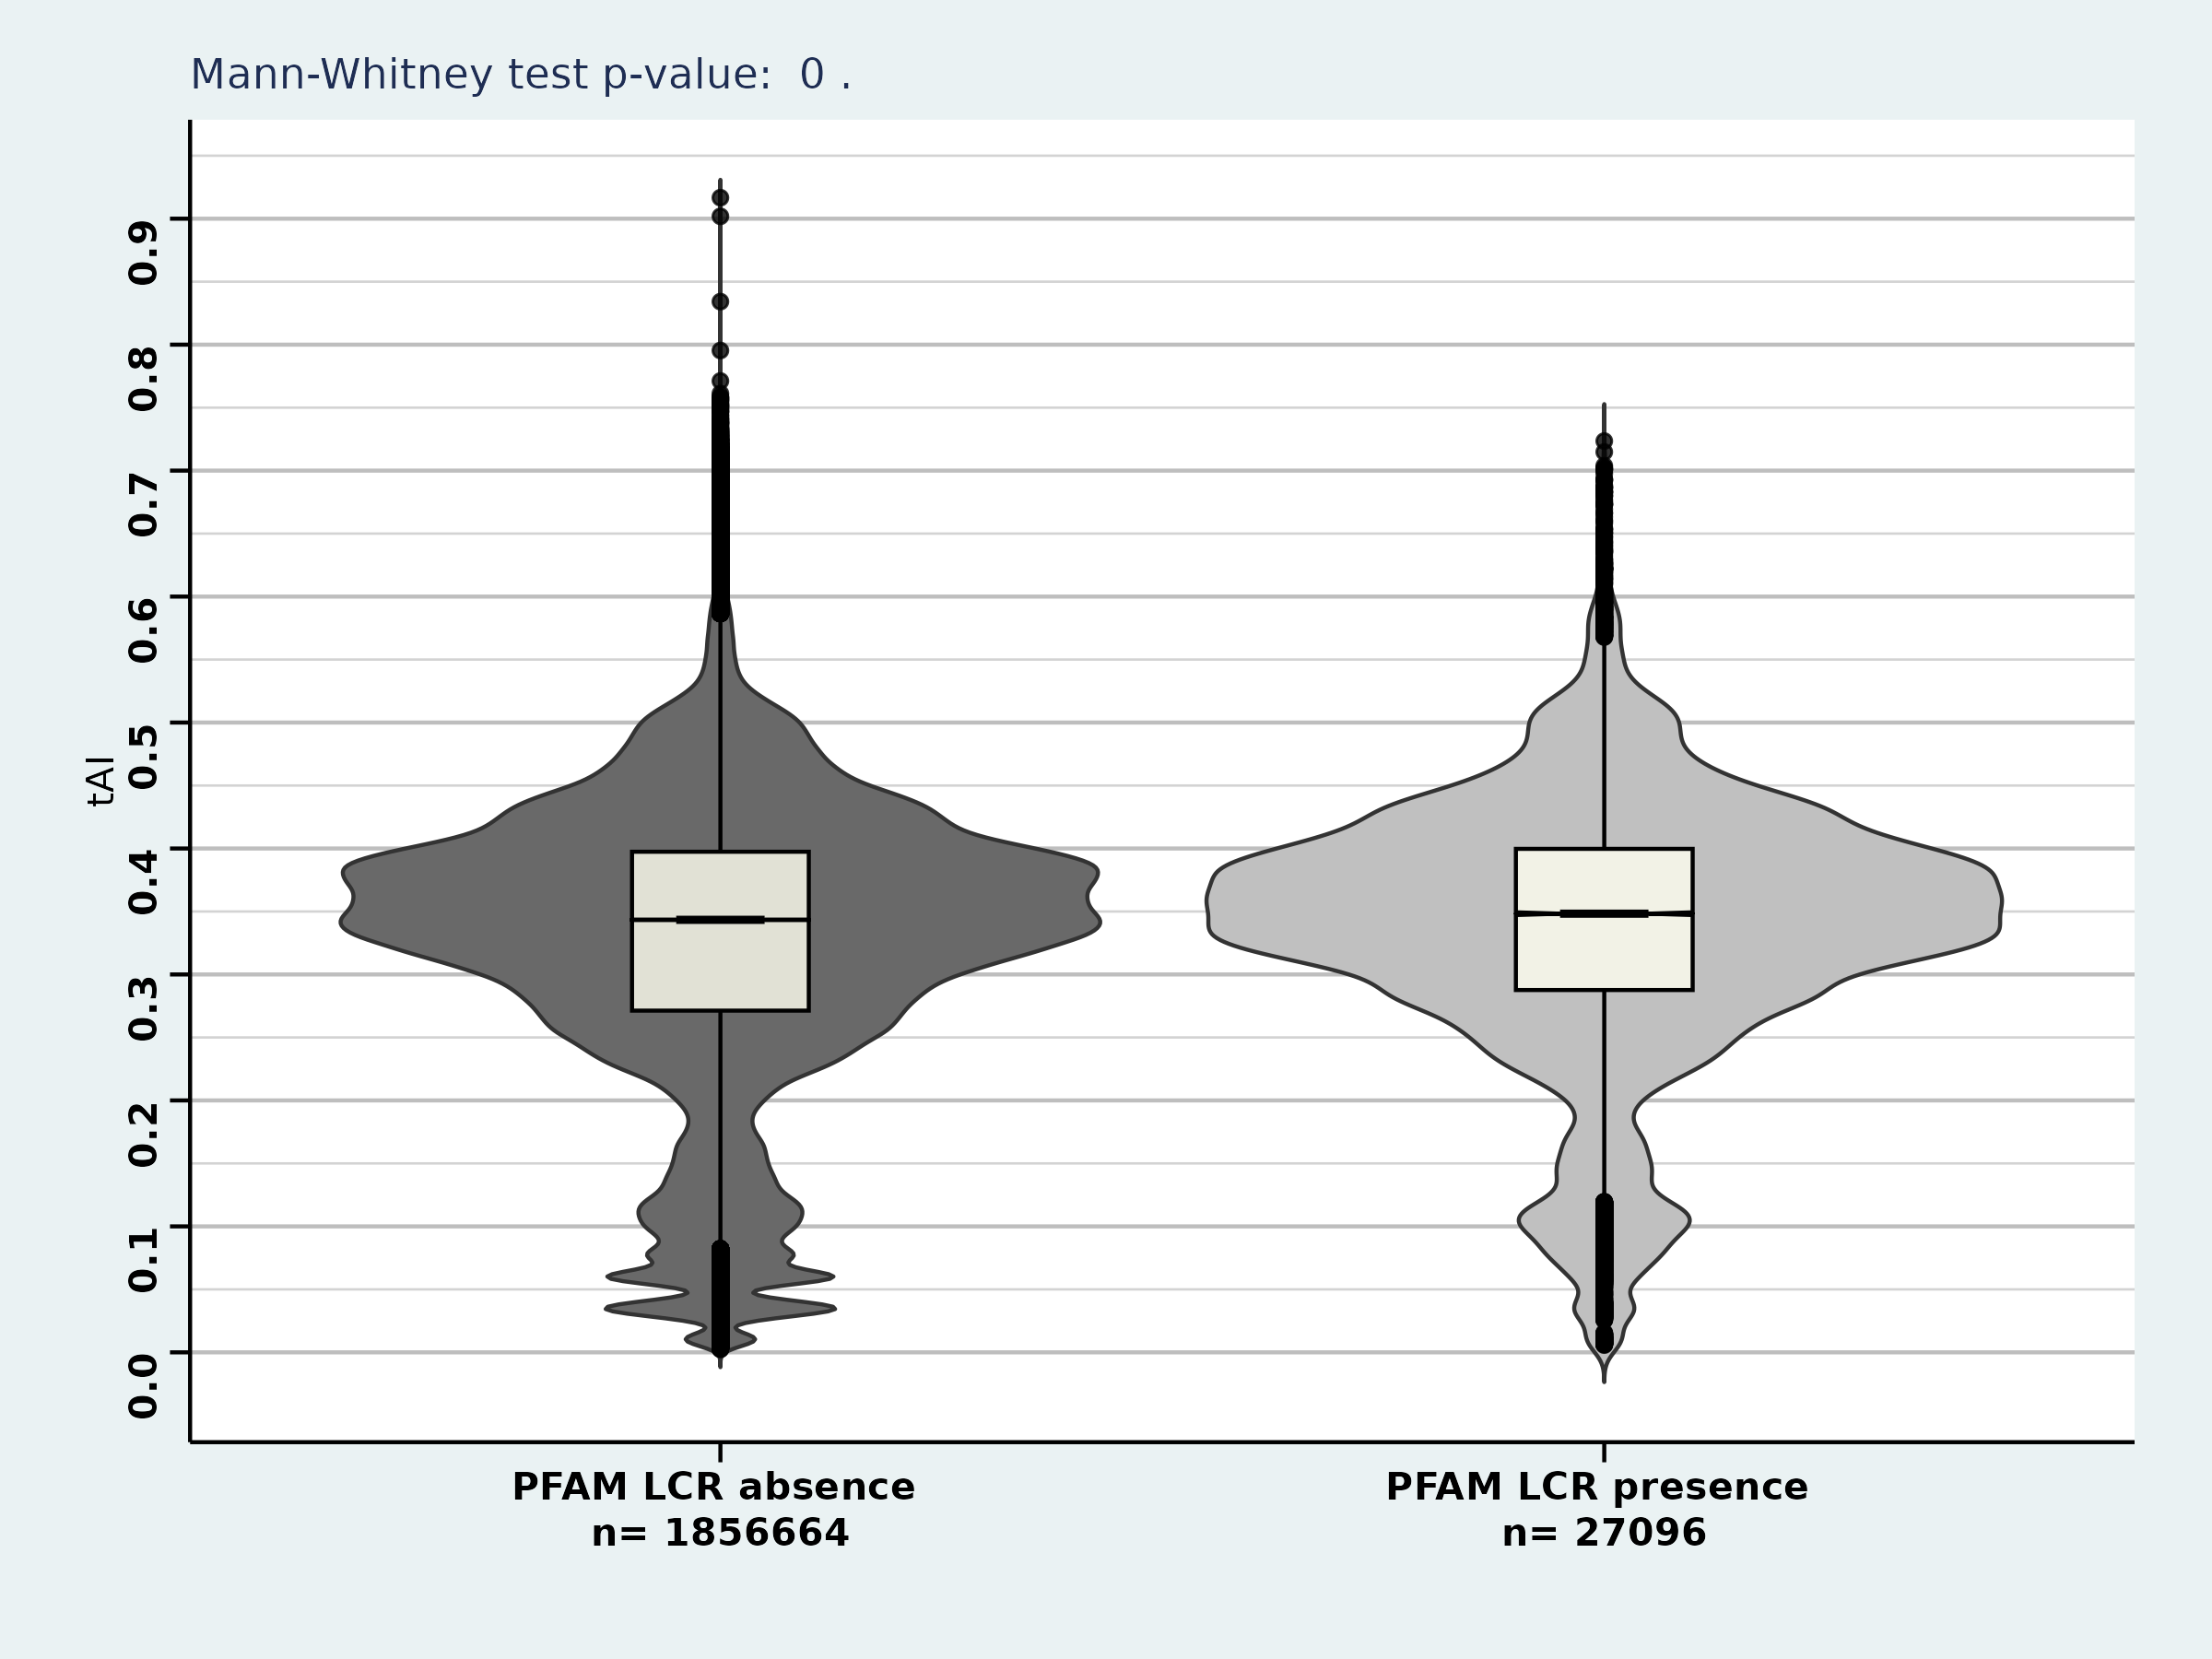 Mann-Whitney test p-value:  0 .
0.9
0.8
0.7
0.6
0.5
0.4
0.3
0.2
0.1
0.0
tAI
PFAM LCR absence
n= 1856664
PFAM LCR presence
n= 27096